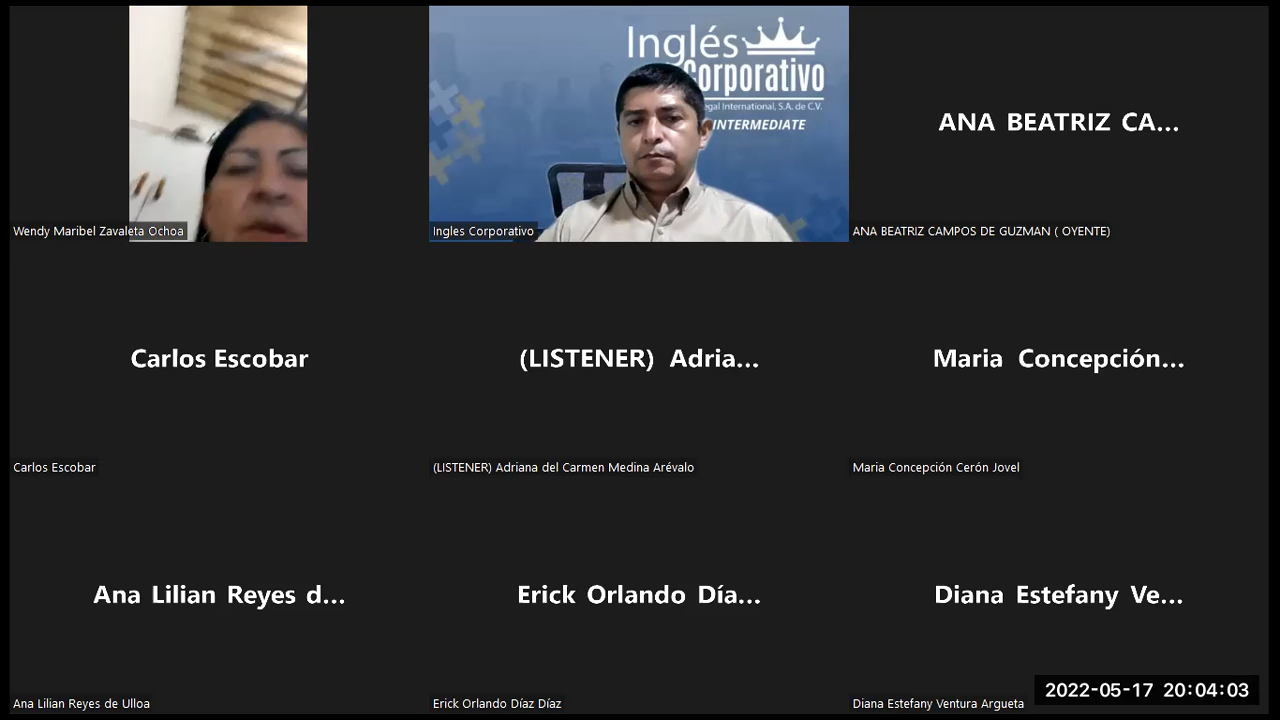 Inglés
Corporativo
egal International, S.A. de C.V.
INTERMEDIATE
ANA BEATRIZ CA...
Wendy Maribel Zavaleta Ochoa
Ingles Corporativo
ANA BEATRIZ CAMPOS DE GUZMAN ( OYENTE)
Carlos Escobar
(LISTENER) Adria...
Maria Concepción...
Carlos Escobar
(LISTENER) Adriana del Carmen Medina Arévalo
Maria Concepción Cerón Jovel
Ana Lilian Reyes d...
Erick Orlando Día...
Diana Estefany Ve...
2022-05-17 20:04:03
Ana Lilian Reyes de Ulloa
Erick Orlando Díaz Díaz
Diana Estefany Ventura Argueta